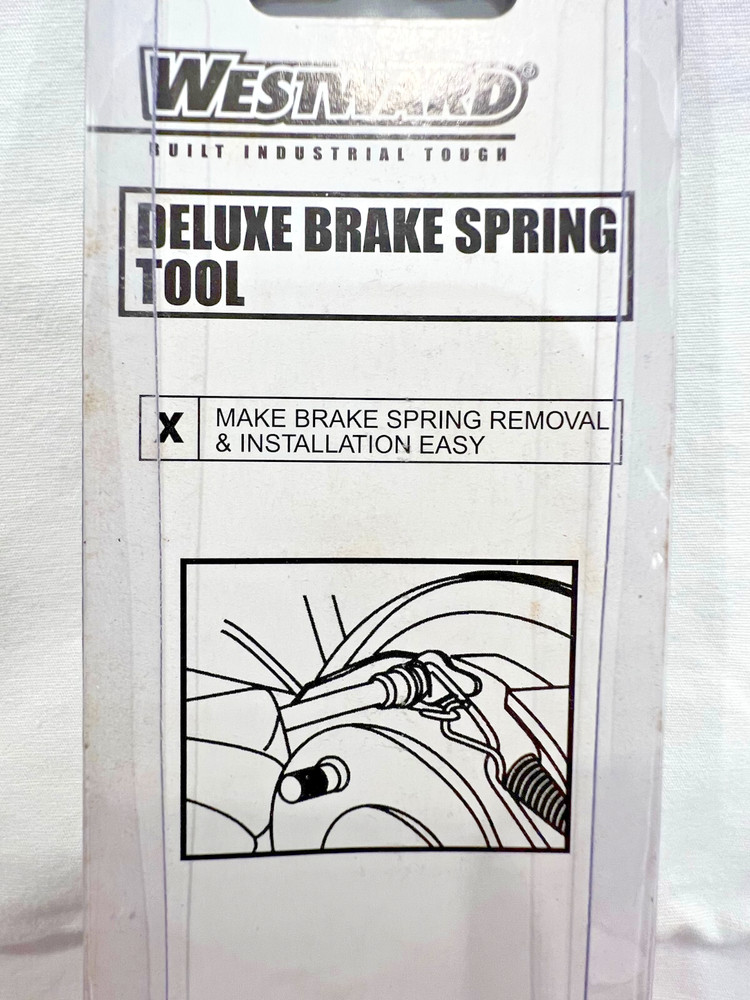 WESTWARD®
BUILT INDUSTRIAL TOUGH
DELUXE BRAKE SPRING
TOOL
X MAKE BRAKE SPRING REMOVAL
& INSTALLATION EASY